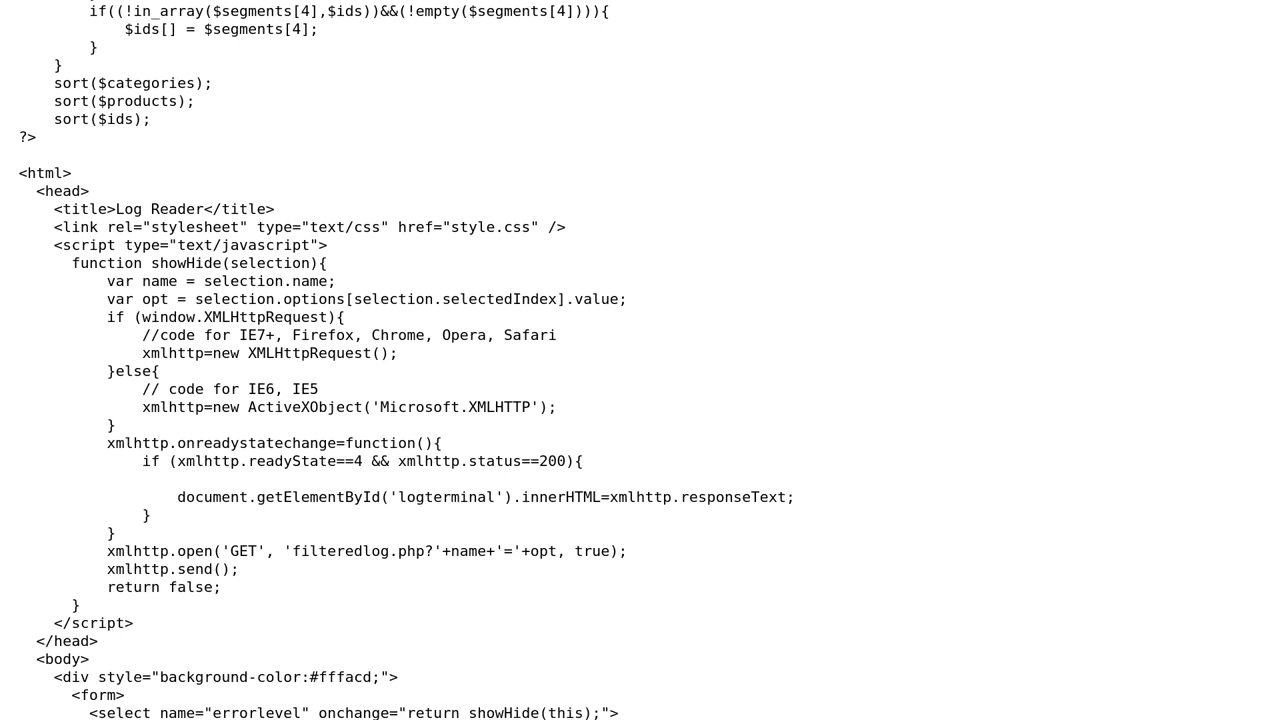 if((!in_array($segments[4],$ids))&&(!empty($segments[4]))){
$ids[] = $segments[4];
}
}
sort($categories);
sort($products);
sort($ids);
?>
<html>
<head>
<title>Log Reader</title>
<link rel="stylesheet" type="text/css" href="style.css" />
<script type="text/javascript">
function showHide(selection){
var name = selection.name;
var opt = selection.options[selection.selectedIndex].value;
if (window.XMLHttpRequest){
//code for IE7+, Firefox, Chrome, Opera, Safari
xmlhttp=new XMLHttpRequest();
}else{
// code for IE6, IE5
xmlhttp=new ActiveXObject('Microsoft.XMLHTTP');
}
xmlhttp.onreadystatechange=function(){
if (xmlhttp.readyState==4 && xmlhttp.status==200){
document.getElementById('logterminal').innerHTML=xmlhttp.responseText;
}
}
xmlhttp.open('GET', 'filteredlog.php?'+name+'='+opt, true);
xmlhttp.send();
return false;
}
</script>
</head>
<body>
<div style="background-color:#fffacd;">
<form>
<select name="errorlevel" onchange="return showHide(this);">